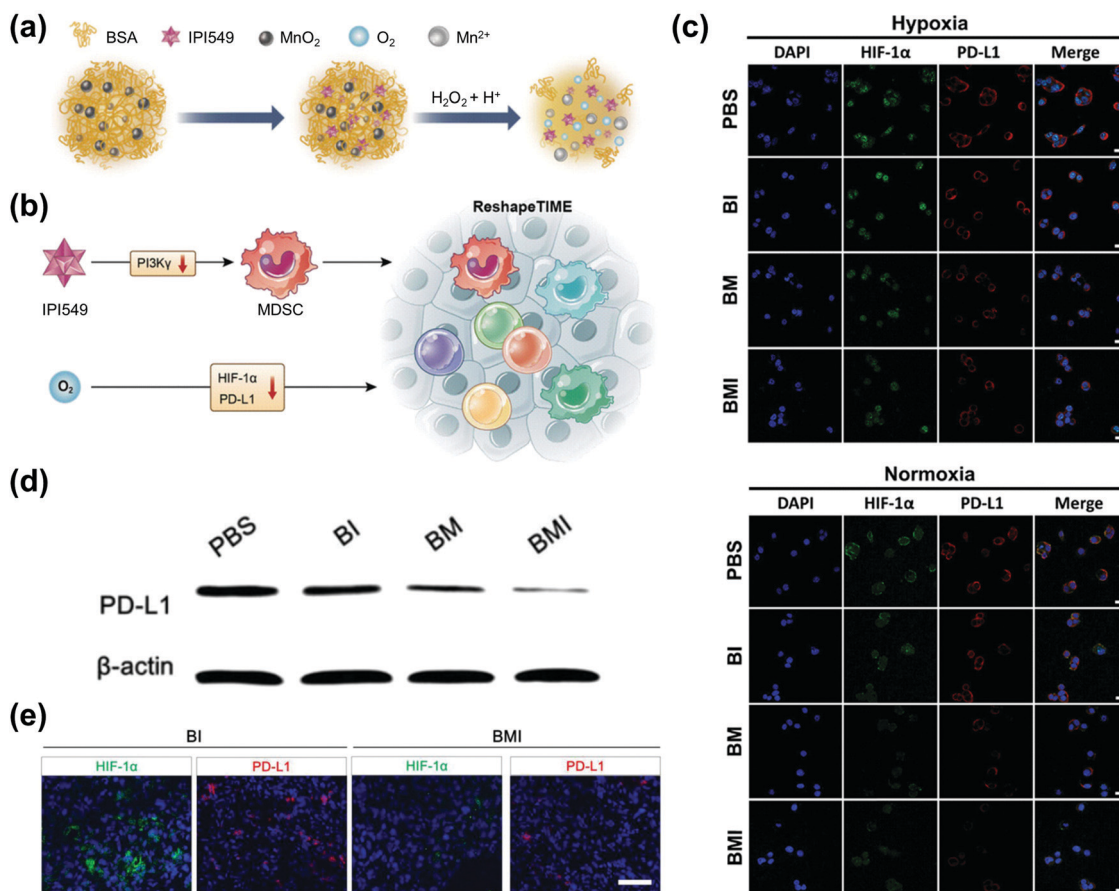 (a)
BSA IPI549 MnO₂ O₂ Mn²⁺
H₂O₂ + H⁺
(b)
ReshapeTIME
PI3Kγ
IPI549
MDSC
O₂
HIF-1α
PD-L1
(c)
Hypoxia
DAPI HIF-1α PD-L1 Merge
PBS
BI
BM
BMI
Normoxia
DAPI HIF-1α PD-L1 Merge
PBS
BI
BM
BMI
(d)
PBS BI BM BMI
PD-L1
β-actin
(e)
BI BMI
HIF-1α PD-L1 HIF-1α PD-L1